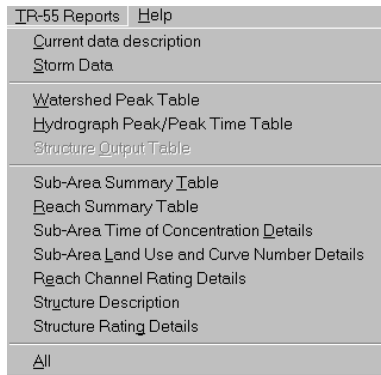 TR-55 Reports Help
Current data description
Storm Data
Watershed Peak Table
Hydrograph Peak/Peak Time Table
Structure Output Table
Sub-Area Summary Table
Reach Summary Table
Sub-Area Time of Concentration Details
Sub-Area Land Use and Curve Number Details
Reach Channel Rating Details
Structure Description
Structure Rating Details
All